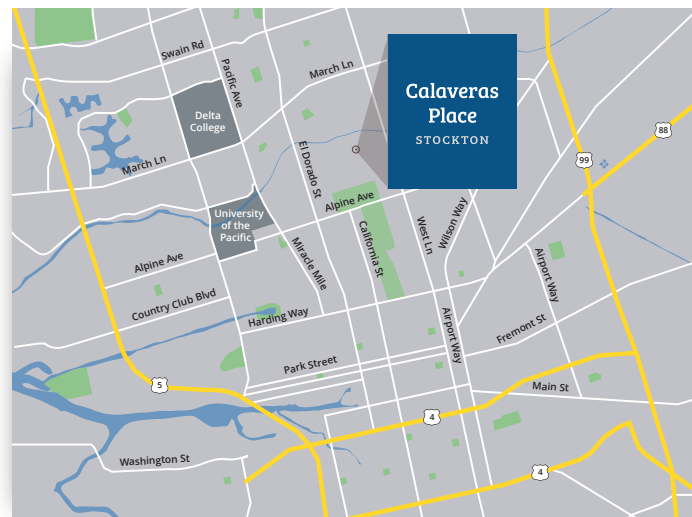 Swain Rd
Pacific Ave
March Ln
Calaveras
Place
STOCKTON
Delta
College
88
99
March Ln
El Dorado St
Alpine Ave
University
of the
Pacific
California St
West Ln
Wilson Way
Miracle Mile
Alpine Ave
Airport Way
Country Club Blvd
Harding Way
Airport Way
Fremont St
Park Street
5
Main St
4
Washington St
4